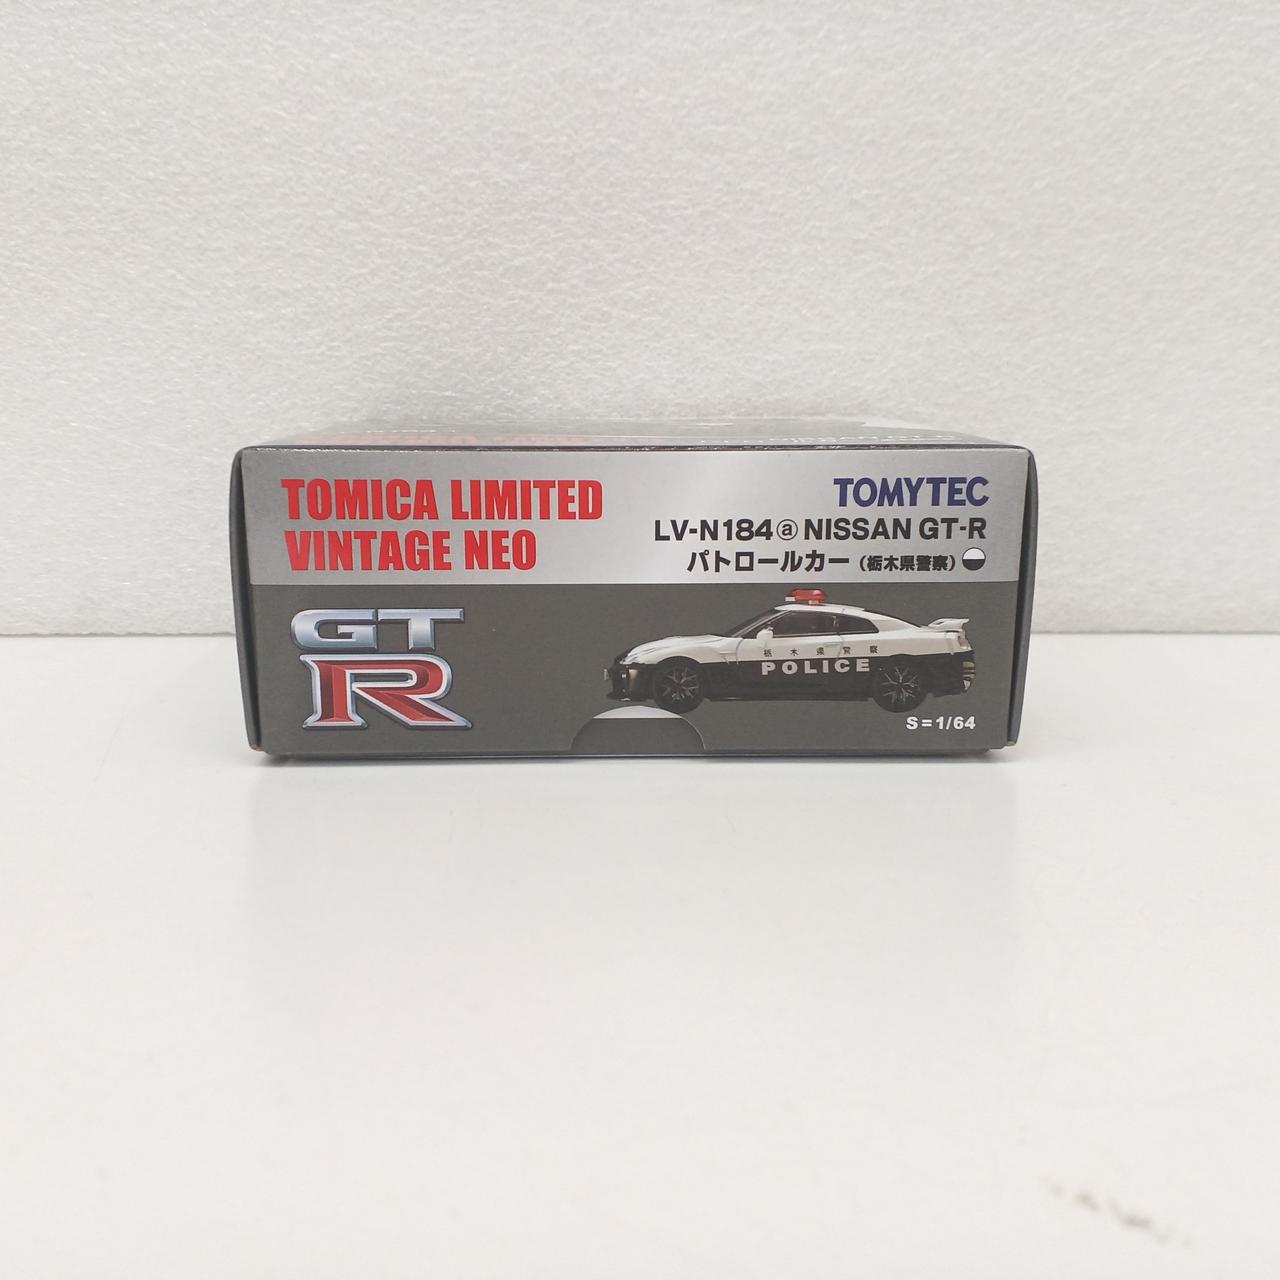 TOMICA LIMITED
VINTAGE NEO
TOMYTEC
LV-N184ⓐ NISSAN GT-R
パトロールカー（栃木県警察）
GT
R
栃木県警察
POLICE
S=1/64